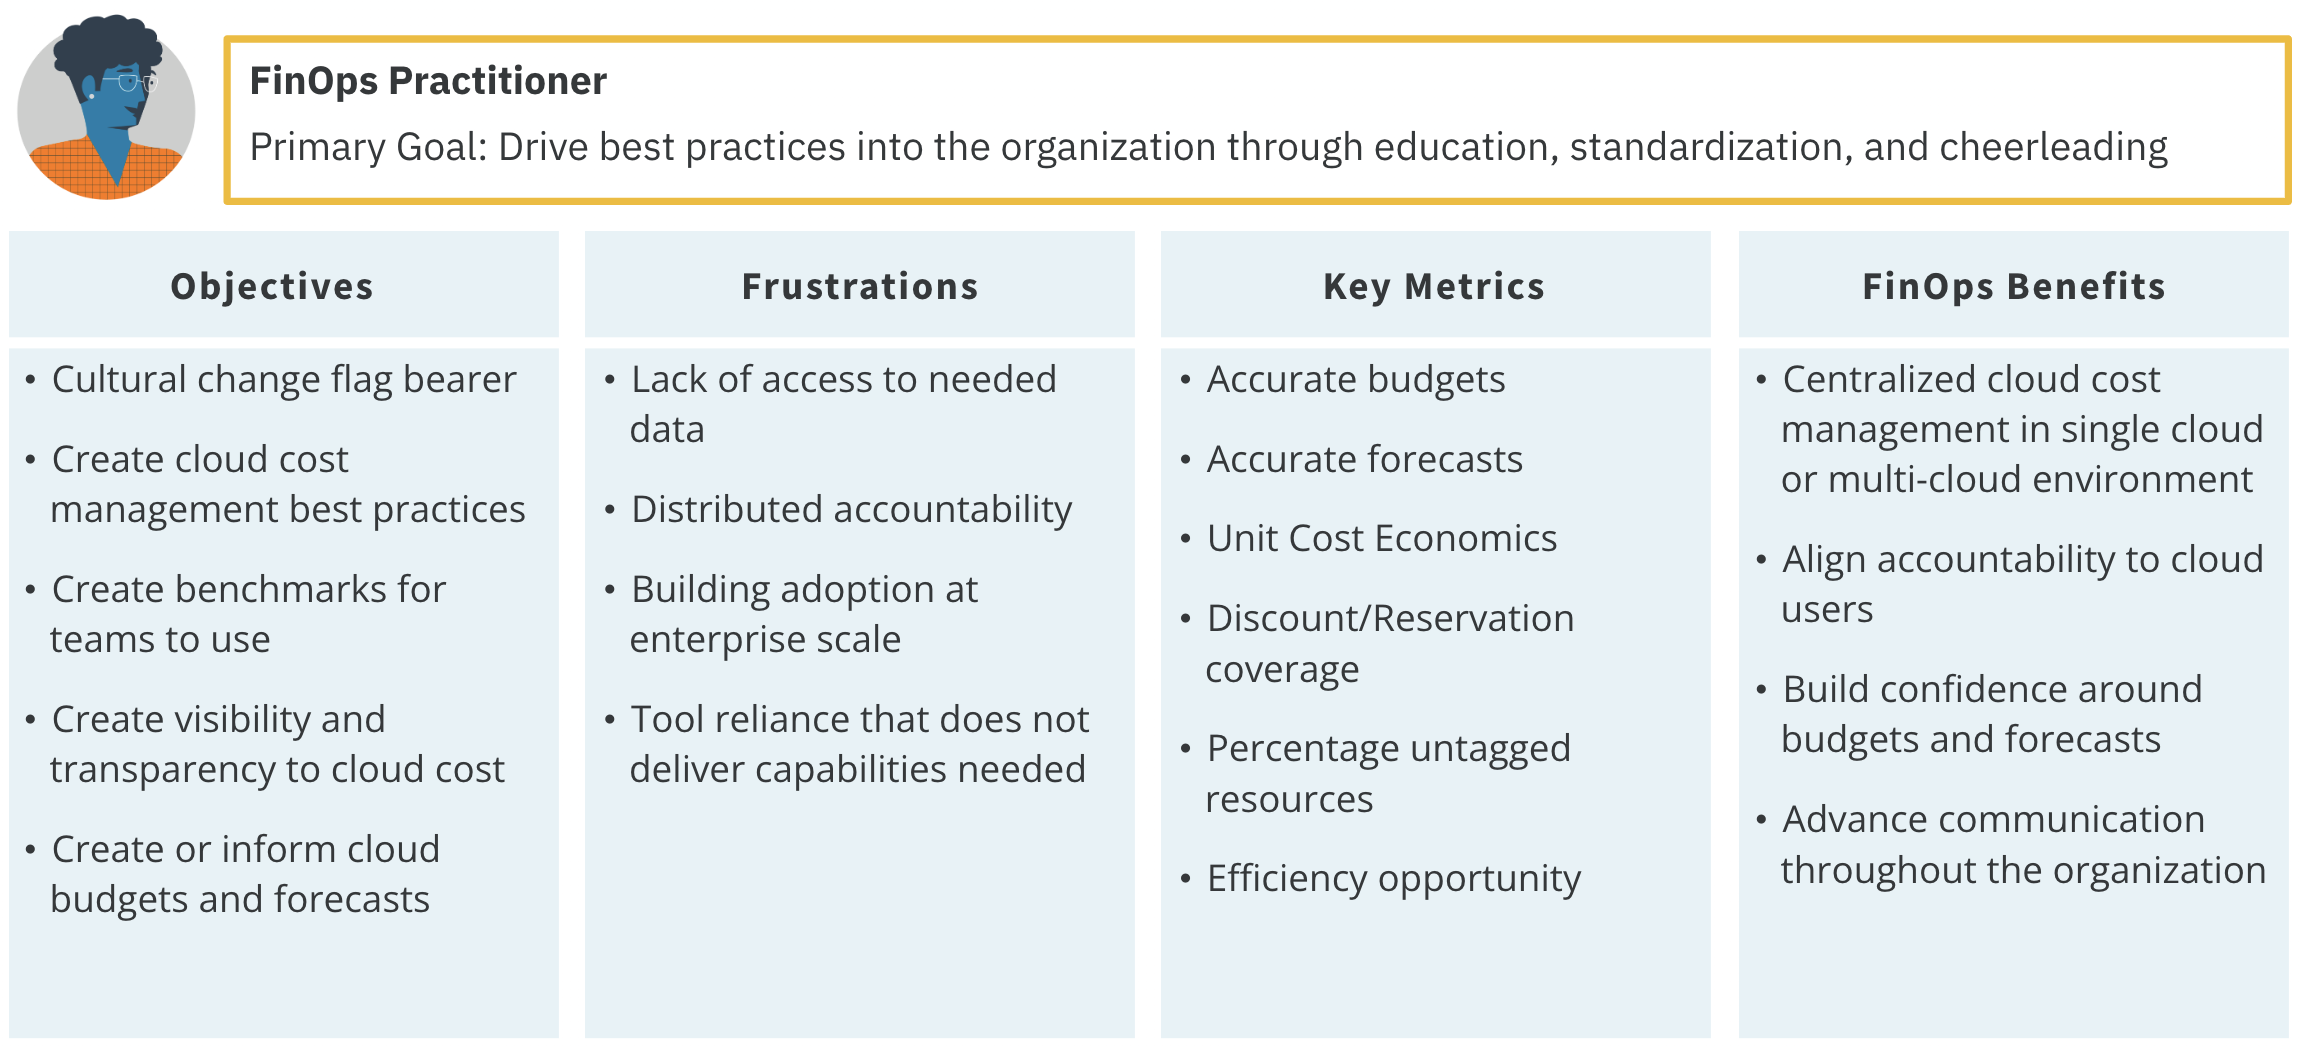 FinOps Practitioner
Primary Goal: Drive best practices into the organization through education, standardization, and cheerleading
Objectives
• Cultural change flag bearer
• Create cloud cost
management best practices
• Create benchmarks for
teams to use
• Create visibility and
transparency to cloud cost
• Create or inform cloud
budgets and forecasts
Frustrations
• Lack of access to needed
data
• Distributed accountability
• Building adoption at
enterprise scale
• Tool reliance that does not
deliver capabilities needed
Key Metrics
• Accurate budgets
• Accurate forecasts
• Unit Cost Economics
• Discount/Reservation
coverage
• Percentage untagged
resources
• Efficiency opportunity
FinOps Benefits
• Centralized cloud cost
management in single cloud
or multi-cloud environment
• Align accountability to cloud
users
• Build confidence around
budgets and forecasts
• Advance communication
throughout the organization